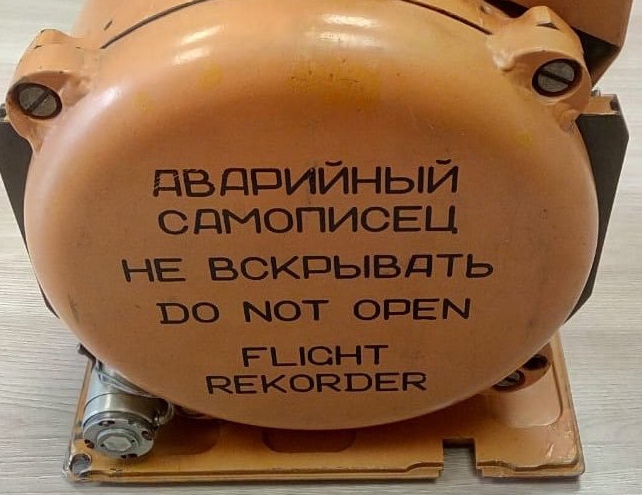 АВАРИЙНЫЙ
САМОПИСЕЦ
НЕ ВСКРЫВАТЬ
DO NOT OPEN
FLIGHT
REKORDER